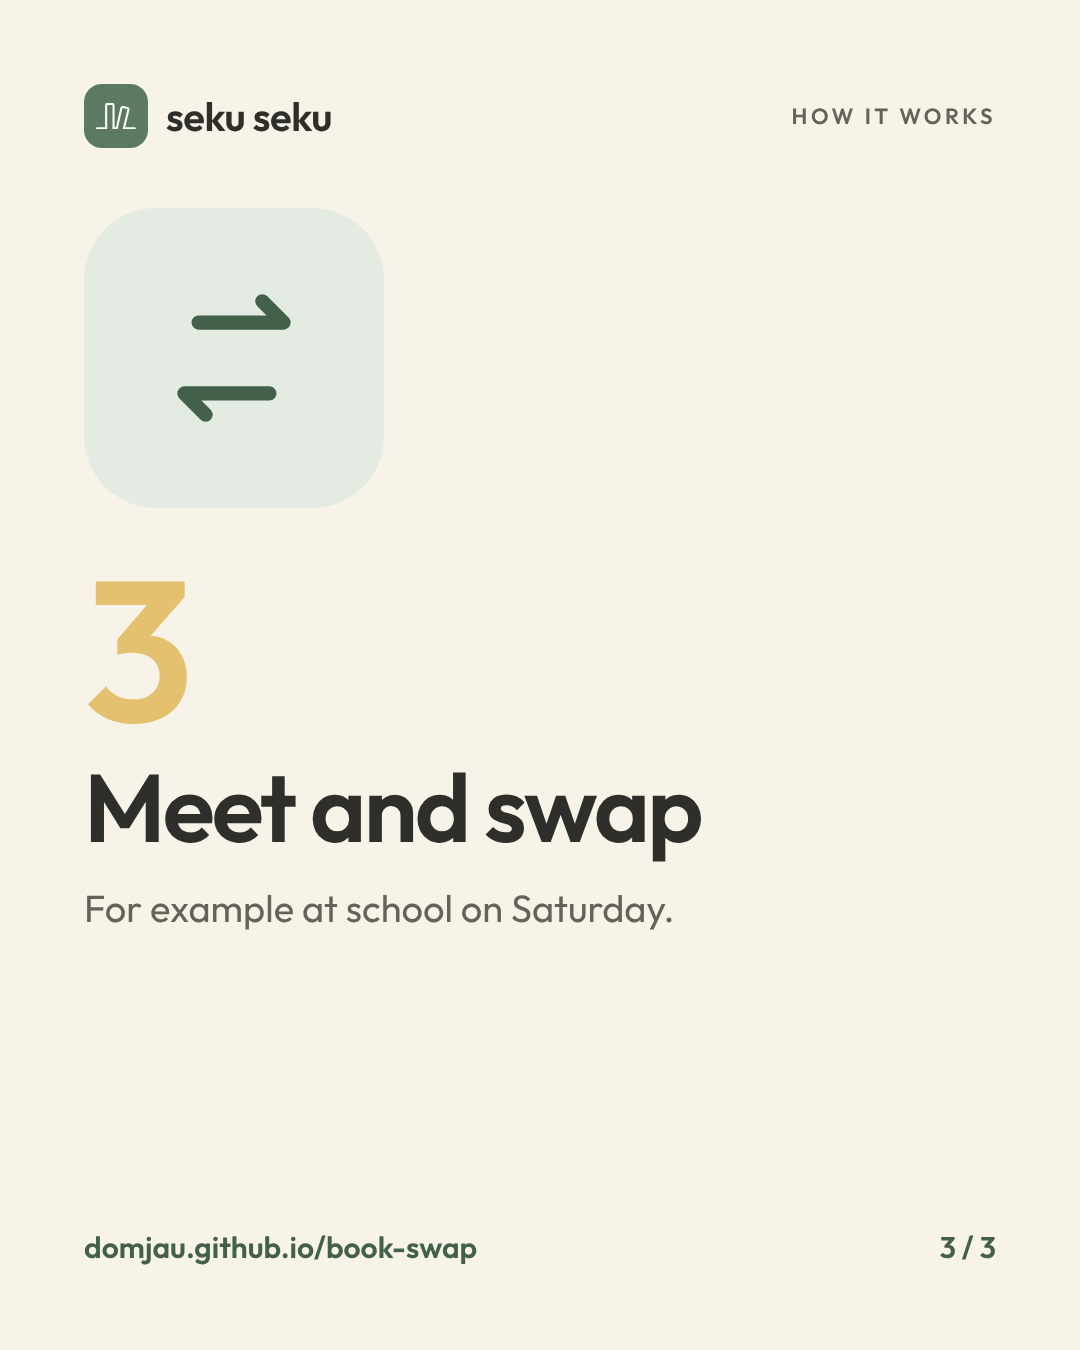 seku seku
HOW IT WORKS
3
Meet and swap
For example at school on Saturday.
domjau.github.io/book-swap
3 / 3